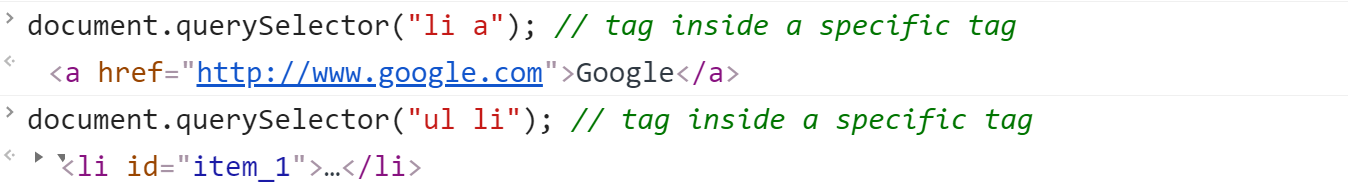 document.querySelector("li a"); // tag inside a specific tag
<a href="http://www.google.com">Google</a>
document.querySelector("ul li"); // tag inside a specific tag
<li id="item_1">…</li>